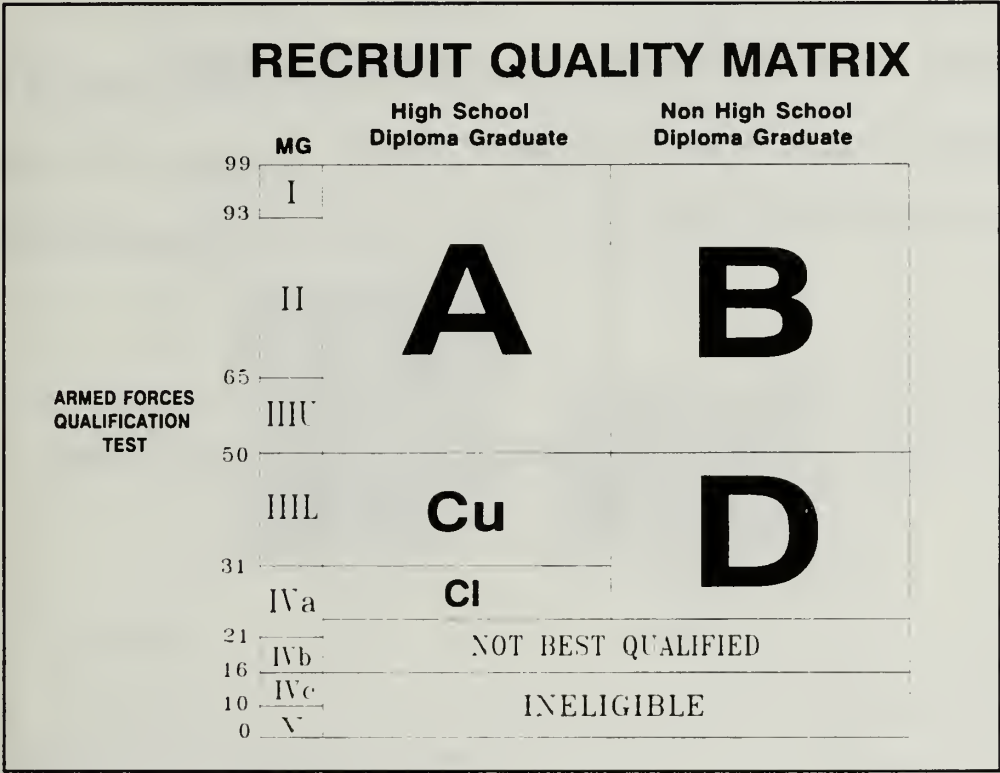 RECRUIT QUALITY MATRIX
High School Non High School
MG Diploma Graduate Diploma Graduate
99
I
93
A B
II
65
ARMED FORCES
QUALIFICATION
TEST
IIIU
50
IIIL Cu D
31
IVa Cl
21
NOT BEST QUALIFIED
IVb
16
IVc
INELIGIBLE
10
V
0